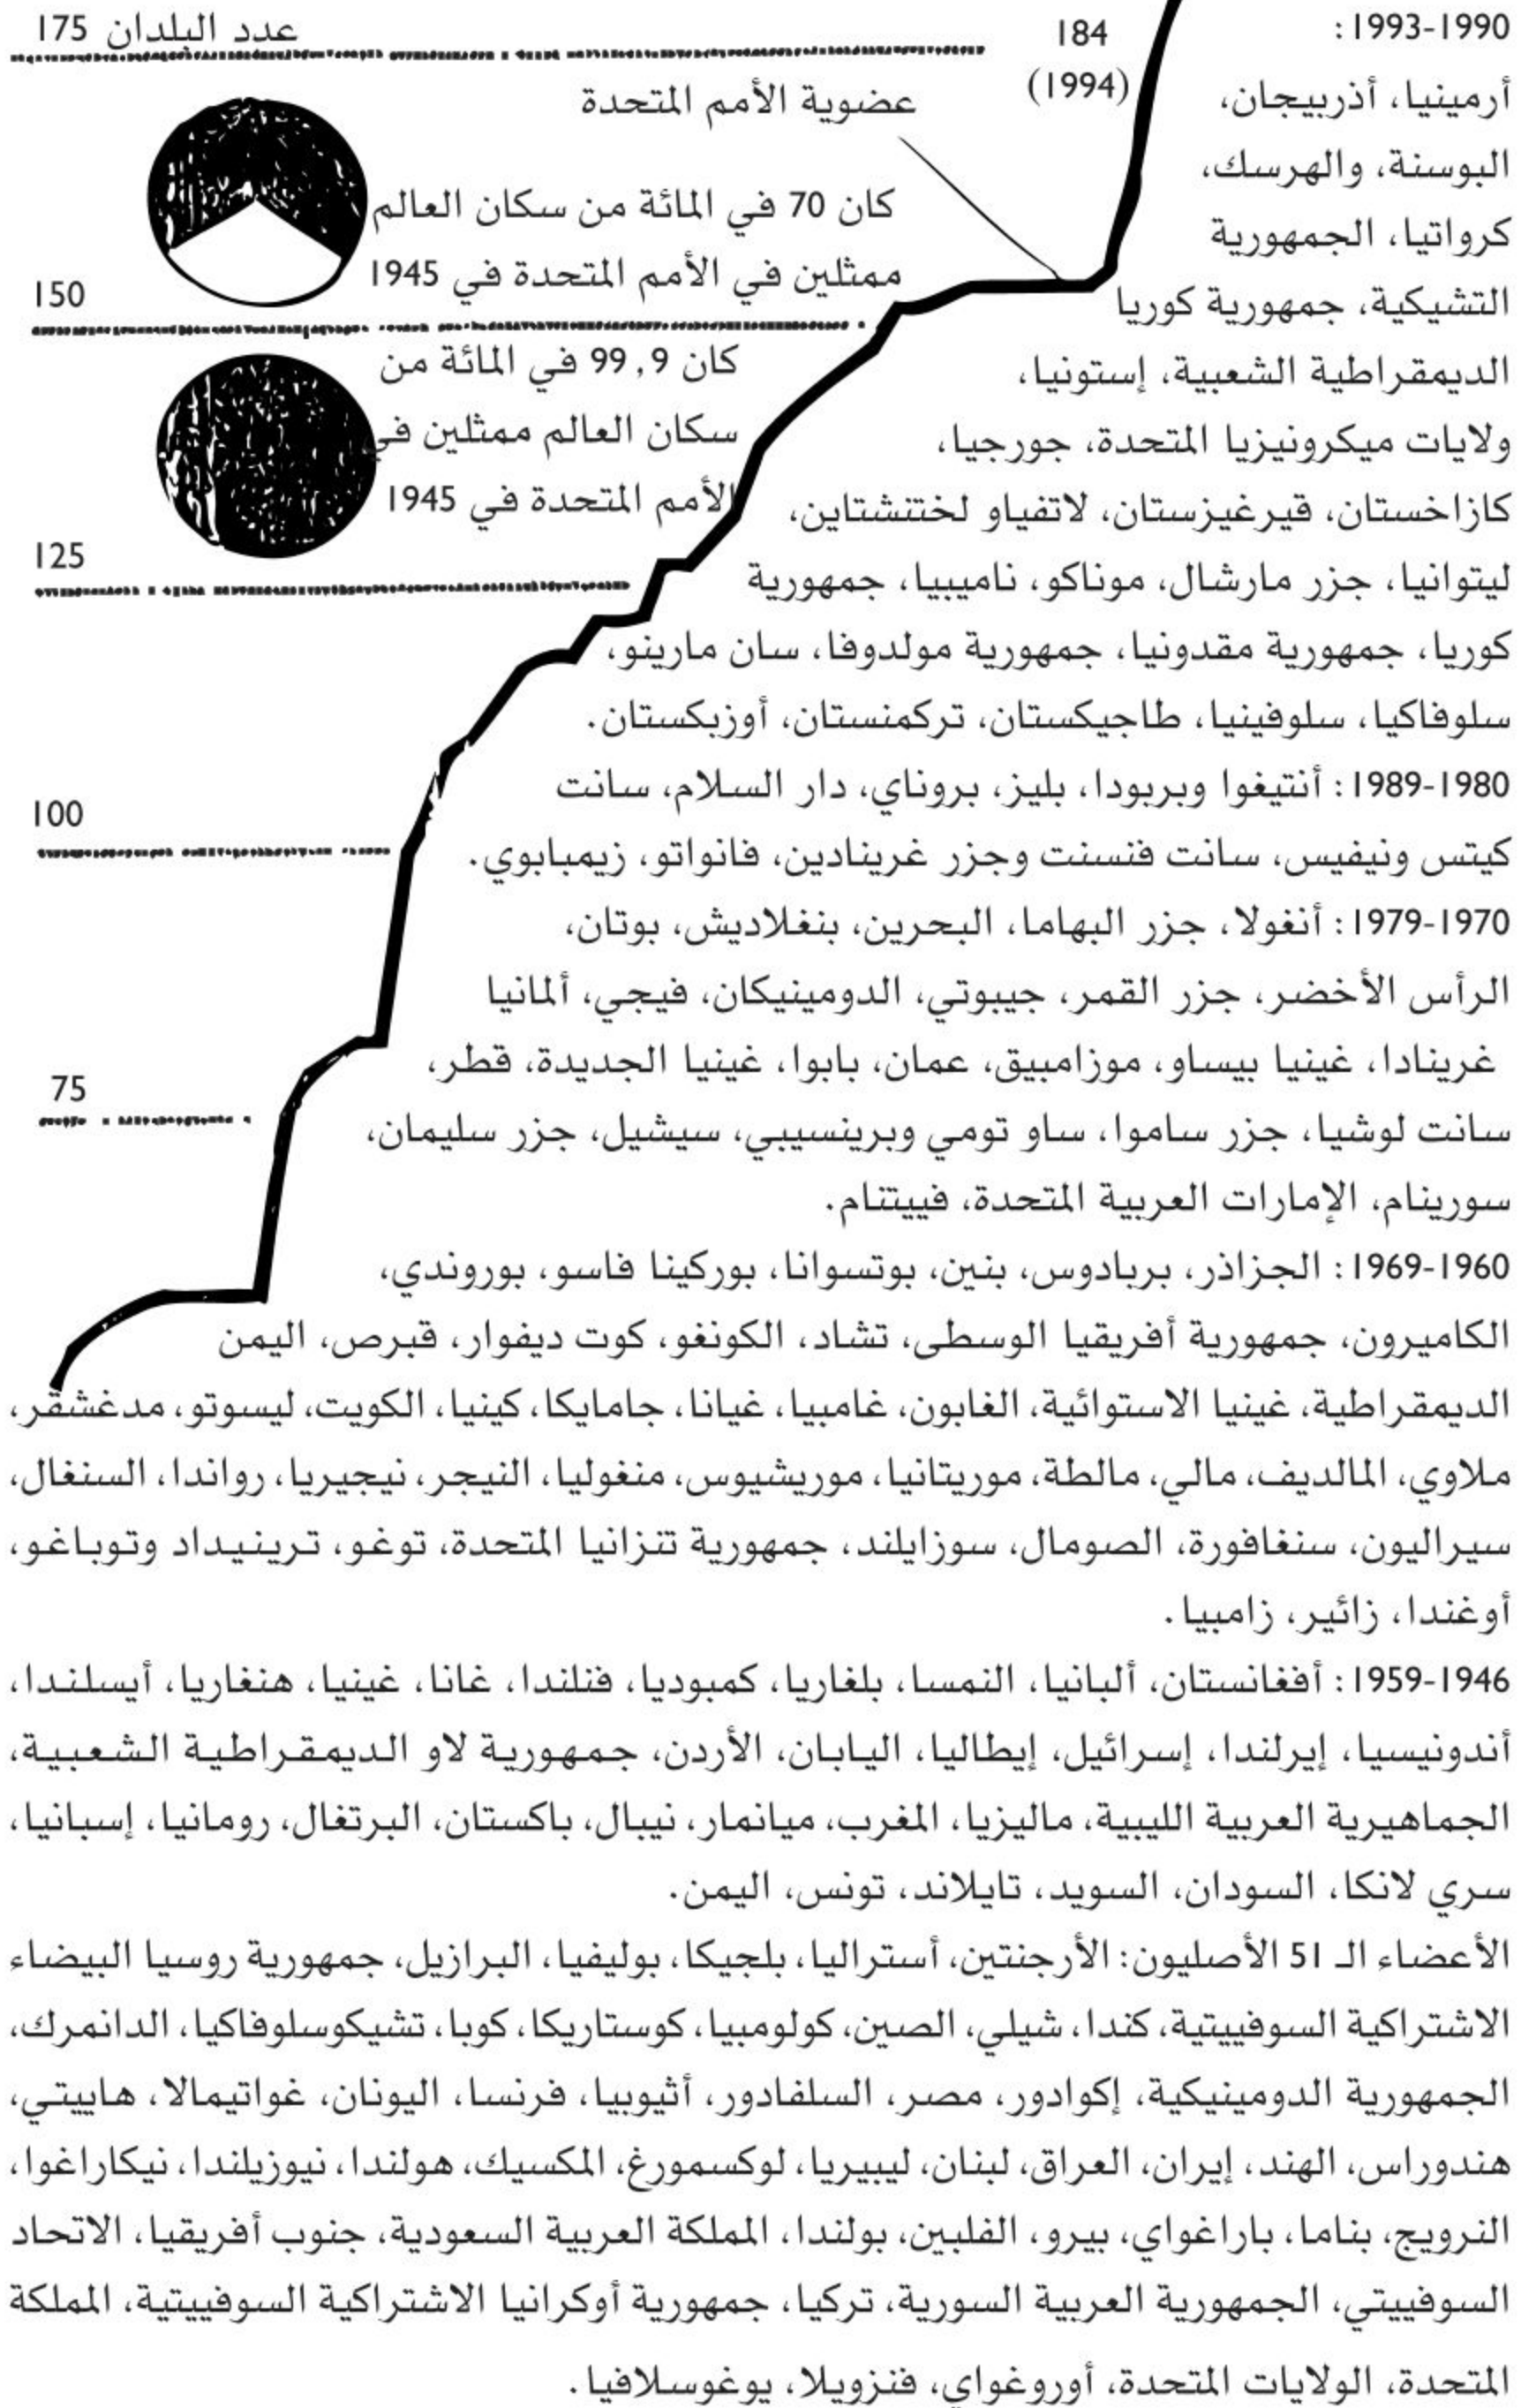 عدد البلدان 175
184
(1994)
عضوية الأمم المتحدة
كان 70 في المائة من سكان العالم
ممثلين في الأمم المتحدة في 1945
150
كان 99,9 في المائة من
سكان العالم ممثلين في
الأمم المتحدة في 1945
125
100
75
1990-1993 :
أرمينيا، أذربيجان،
البوسنة، والهرسك،
كرواتيا، الجمهورية
التشيكية، جمهورية كوريا
الديمقراطية الشعبية، إستونيا،
ولايات ميكرونيزيا المتحدة، جورجيا،
كازاخستان، قيرغيزستان، لاتفياو لختنشتاين،
ليتوانيا، جزر مارشال، موناكو، ناميبيا، جمهورية
كوريا، جمهورية مقدونيا، جمهورية مولدوفا، سان مارينو،
سلوفاكيا، سلوفينيا، طاجيكستان، تركمنستان، أوزبكستان.
1980-1989 : أنتيغوا وبربودا، بليز، بروناي، دار السلام، سانت
كيتس ونيفيس، سانت فنسنت وجزر غرينادين، فانواتو، زيمبابوي.
1970-1979 : أنغولا، جزر البهاما، البحرين، بنغلاديش، بوتان،
الرأس الأخضر، جزر القمر، جيبوتي، الدومينيكان، فيجي، ألمانيا
غرينادا، غينيا بيساو، موزامبيق، عمان، بابوا، غينيا الجديدة، قطر،
سانت لوشيا، جزر ساموا، ساو تومي وبرينسيبي، سيشيل، جزر سليمان،
سورينام، الإمارات العربية المتحدة، فييتنام.
1960-1969 : الجزاذر، بربادوس، بنين، بوتسوانا، بوركينا فاسو، بوروندي،
الكاميرون، جمهورية أفريقيا الوسطى، تشاد، الكونغو، كوت ديفوار، قبرص، اليمن
الديمقراطية، غينيا الاستوائية، الغابون، غامبيا، غيانا، جامايكا، كينيا، الكويت، ليسوتو، مدغشقر،
ملاوي، المالديف، مالي، مالطة، موريتانيا، موريشيوس، منغوليا، النيجر، نيجيريا، رواندا، السنغال،
سيراليون، سنغافورة، الصومال، سوزايلند، جمهورية تنزانيا المتحدة، توغو، ترينيداد وتوباغو،
أوغندا، زائير، زامبيا.
1946-1959 : أفغانستان، ألبانيا، النمسا، بلغاريا، كمبوديا، فنلندا، غانا، غينيا، هنغاريا، أيسلندا،
أندونيسيا، إيرلندا، إسرائيل، إيطاليا، اليابان، الأردن، جمهورية لاو الديمقراطية الشعبية،
الجماهيرية العربية الليبية، ماليزيا، المغرب، ميانمار، نيبال، باكستان، البرتغال، رومانيا، إسبانيا،
سري لانكا، السودان، السويد، تايلاند، تونس، اليمن.
الأعضاء الـ 51 الأصليون: الأرجنتين، أستراليا، بلجيكا، بوليفيا، البرازيل، جمهورية روسيا البيضاء
الاشتراكية السوفييتية، كندا، شيلي، الصين، كولومبيا، كوستاريكا، كوبا، تشيكوسلوفاكيا، الدانمرك،
الجمهورية الدومينيكية، إكوادور، مصر، السلفادور، أثيوبيا، فرنسا، اليونان، غواتيمالا، هاييتي،
هندوراس، الهند، إيران، العراق، لبنان، ليبيريا، لوكسمورغ، المكسيك، هولندا، نيوزيلندا، نيكاراغوا،
النرويج، بناما، باراغواي، بيرو، الفلبين، بولندا، المملكة العربية السعودية، جنوب أفريقيا، الاتحاد
السوفييتي، الجمهورية العربية السورية، تركيا، جمهورية أوكرانيا الاشتراكية السوفييتية، المملكة
المتحدة، الولايات المتحدة، أوروغواي، فنزويلا، يوغوسلافيا.